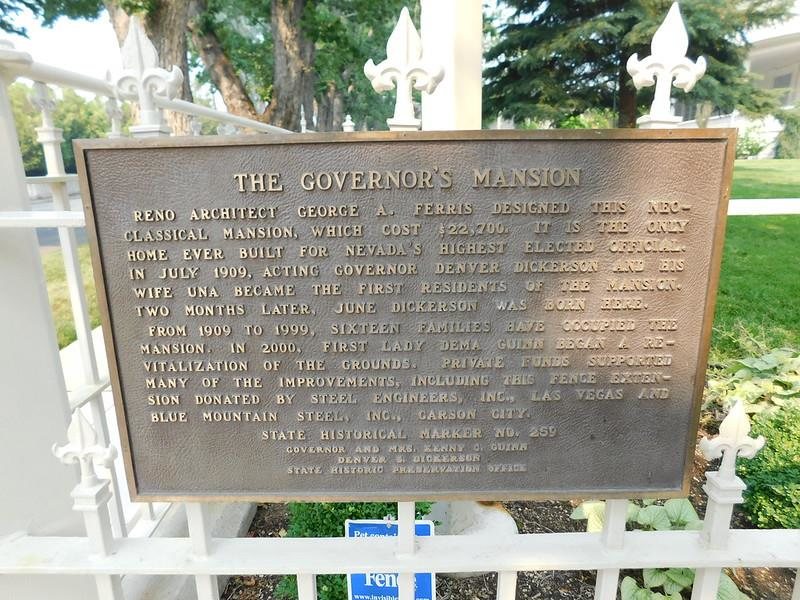 THE GOVERNOR'S MANSION
RENO ARCHITECT GEORGE A. FERRIS DESIGNED THIS NEO-
CLASSICAL MANSION, WHICH COST $22,700. IT IS THE ONLY
HOME EVER BUILT FOR NEVADA'S HIGHEST ELECTED OFFICIAL.
IN JULY 1909, ACTING GOVERNOR DENVER DICKERSON AND HIS
WIFE UNA BECAME THE FIRST RESIDENTS OF THE MANSION.
TWO MONTHS LATER, JUNE DICKERSON WAS BORN HERE.
FROM 1909 TO 1999, SIXTEEN FAMILIES HAVE OCCUPIED THE
MANSION. IN 2000, FIRST LADY DEMA GUINN BEGAN A RE-
VITALIZATION OF THE GROUNDS. PRIVATE FUNDS SUPPORTED
MANY OF THE IMPROVEMENTS, INCLUDING THIS FENCE EXTEN-
SION DONATED BY STEEL ENGINEERS, INC., LAS VEGAS AND
BLUE MOUNTAIN STEEL, INC., CARSON CITY.
STATE HISTORICAL MARKER NO. 259
GOVERNOR AND MRS. KENNY C. GUINN
DENVER S. DICKERSON
STATE HISTORIC PRESERVATION OFFICE
Pet
Fence